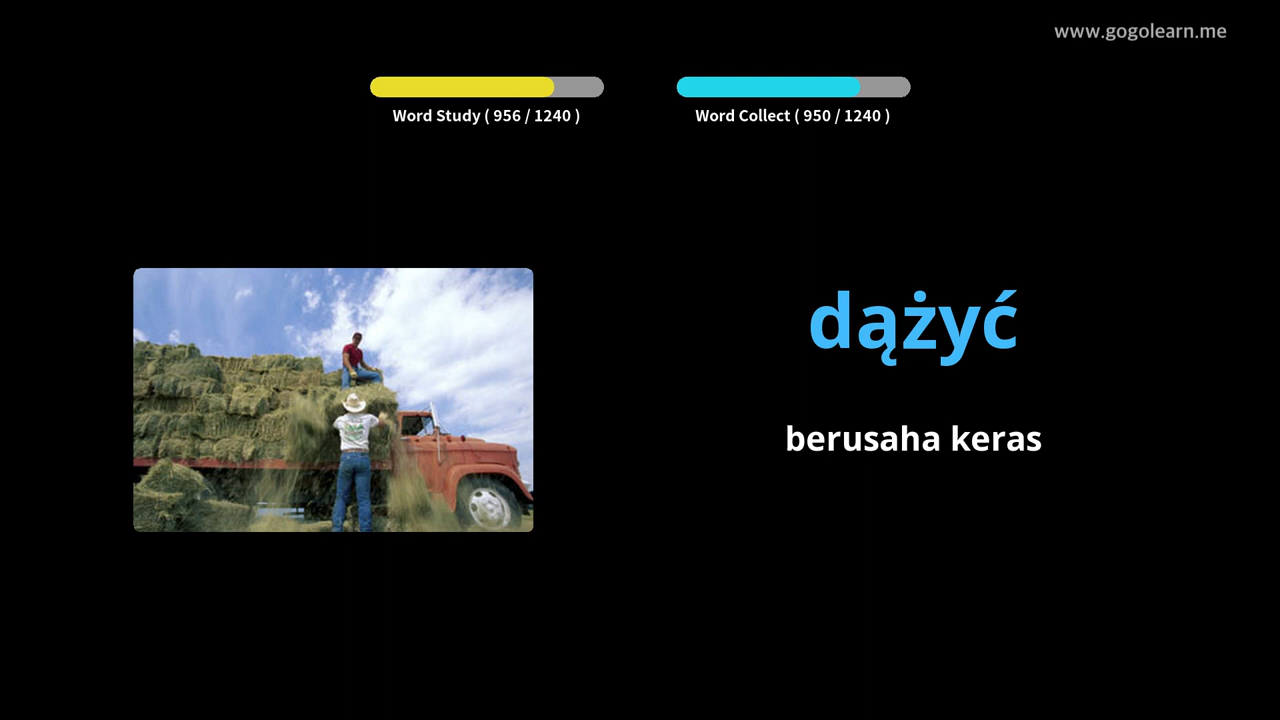 www.gogolearn.me
Word Study ( 956 / 1240 )
Word Collect ( 950 / 1240 )
dążyć
berusaha keras